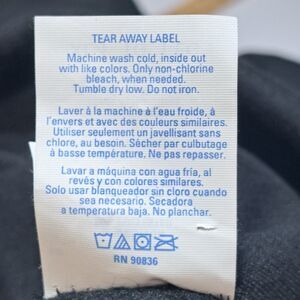 TEAR AWAY LABEL
Machine wash cold, inside out
with like colors. Only non-chlorine
bleach, when needed.
Tumble dry low. Do not iron.
Laver à la machine à l'eau froide, à
l'envers et avec des couleurs similaires.
Utiliser seulement un javellisant sans
chlore, au besoin. Sécher par culbutage
à basse température. Ne pas repasser.
Lavar a máquina con agua fría, al
revés y con colores similares.
Solo usar blanqueador sin cloro cuando
sea necesario. Secadora
a temperatura baja. No planchar.
RN 90836